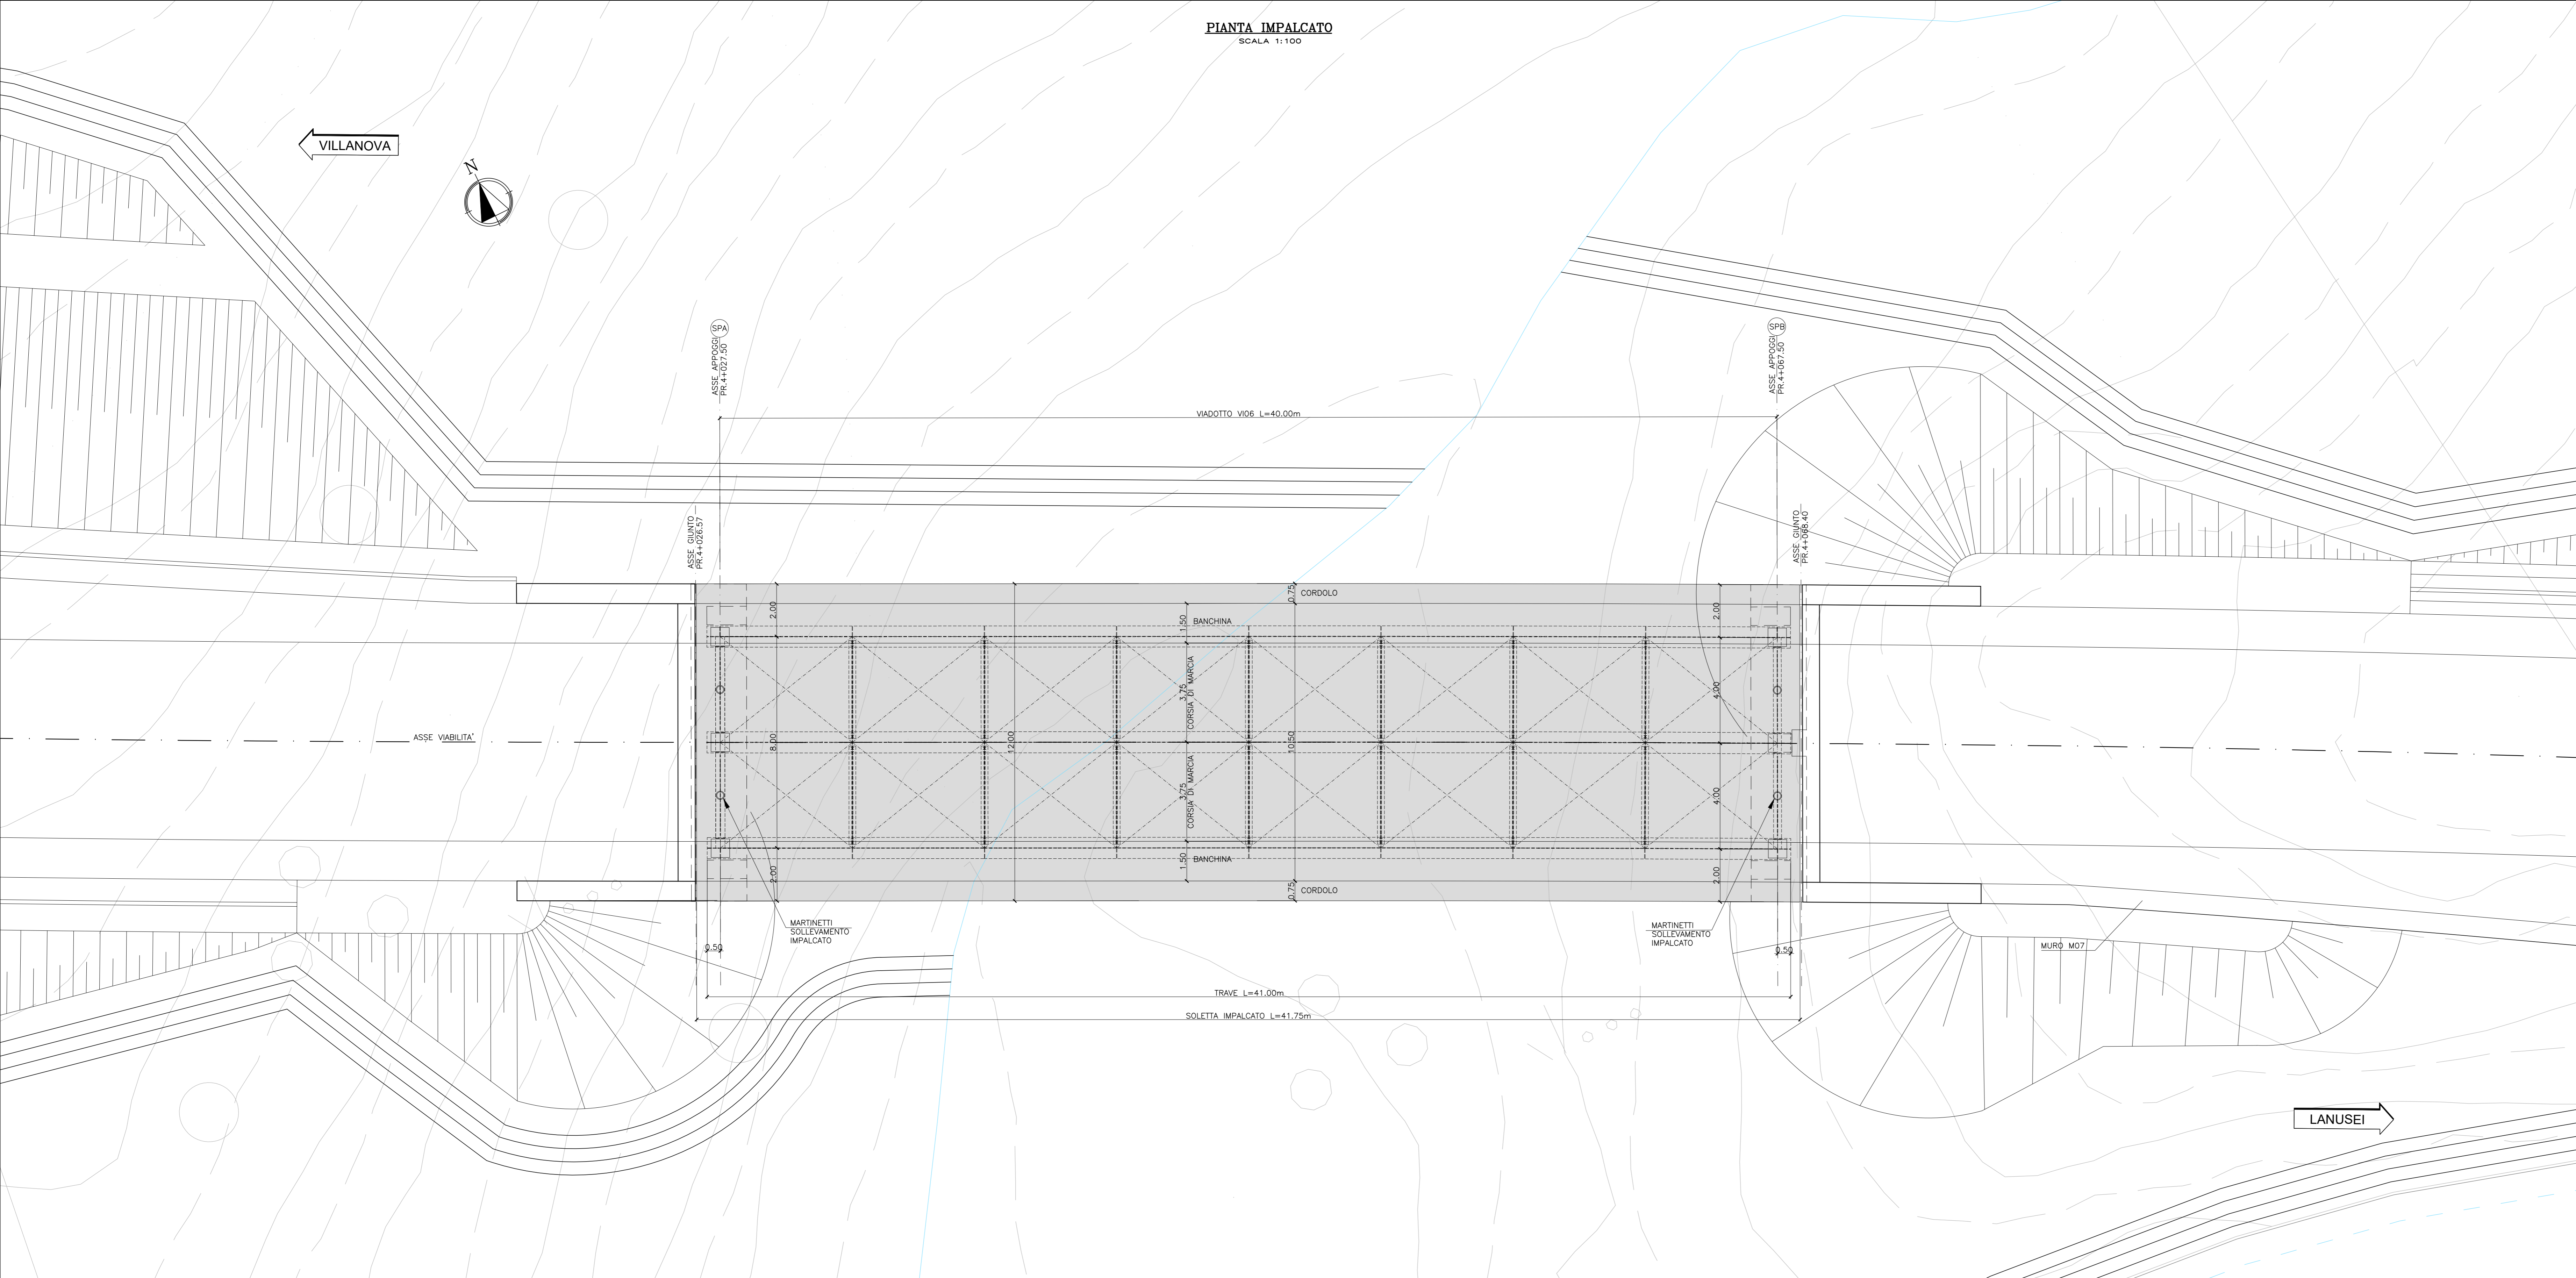 PIANTA IMPALCATO
SCALA 1:100
VILLANOVA
N
SPA
ASSE APPOGGI
PR.4+027.50
SPB
ASSE APPOGGI
PR.4+067.50
VIADOTTO VI06 L=40.00m
ASSE GIUNTO
PR.4+026.57
ASSE GIUNTO
PR.4+068.40
2.00
8.00
2.00
12.00
1.50
3.75
3.75
1.50
0.75
10.50
0.75
CORDOLO
BANCHINA
CORSIA DI MARCIA
CORSIA DI MARCIA
BANCHINA
CORDOLO
2.00
4.00
4.00
2.00
ASSE VIABILITA'
MARTINETTI
SOLLEVAMENTO
IMPALCATO
MARTINETTI
SOLLEVAMENTO
IMPALCATO
0.50
0.50
MURO M07
TRAVE L=41.00m
SOLETTA IMPALCATO L=41.75m
LANUSEI